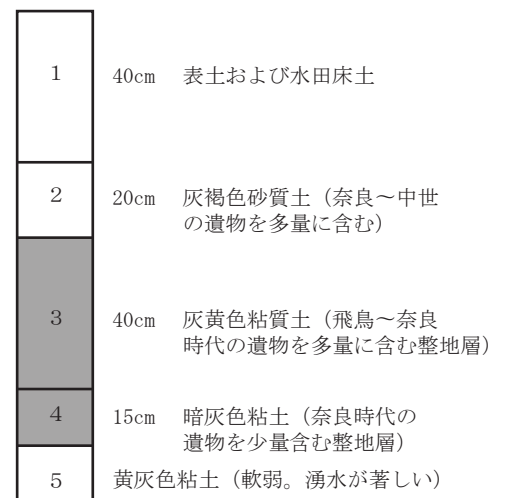 1 40cm 表土および水田床土
2 20cm 灰褐色砂質土（奈良～中世
の遺物を多量に含む）
3 40cm 灰黄色粘質土（飛鳥～奈良
時代の遺物を多量に含む整地層）
4 15cm 暗灰色粘土（奈良時代の
遺物を少量含む整地層）
5 黄灰色粘土（軟弱。湧水が著しい）